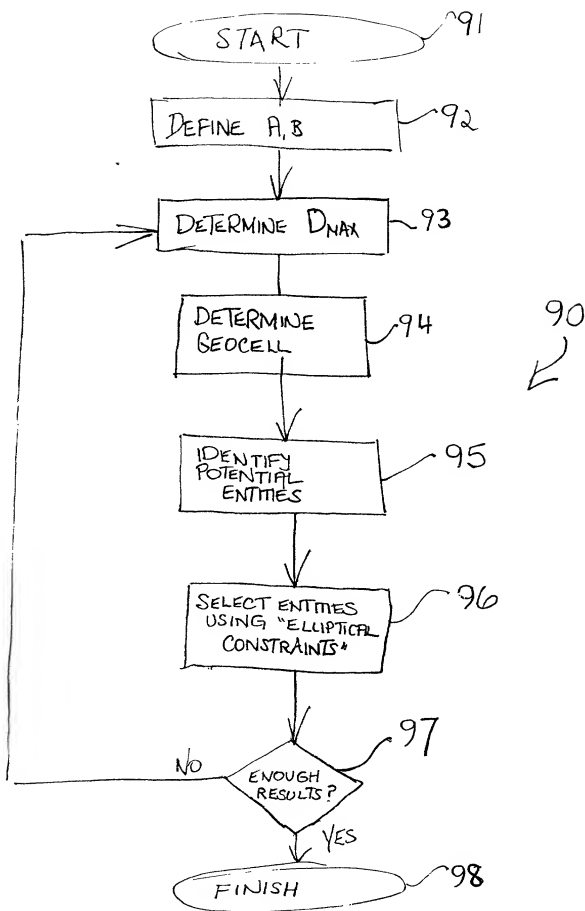 START
91
DEFINE A,B
92
DETERMINE DMAX
93
DETERMINE
GEOCELL
94
90
IDENTIFY
POTENTIAL
ENTITIES
95
SELECT ENTITIES
USING "ELLIPTICAL
CONSTRAINTS"
96
97
NO
ENOUGH
RESULTS?
YES
FINISH
98